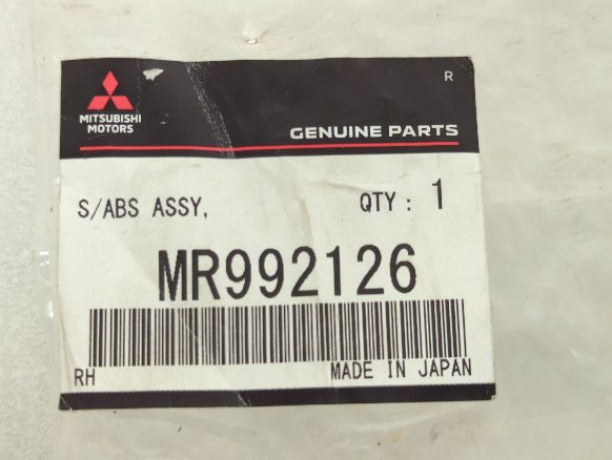 R
MITSUBISHI
MOTORS
GENUINE PARTS
S/ABS ASSY, QTY : 1
MR992126
RH MADE IN JAPAN